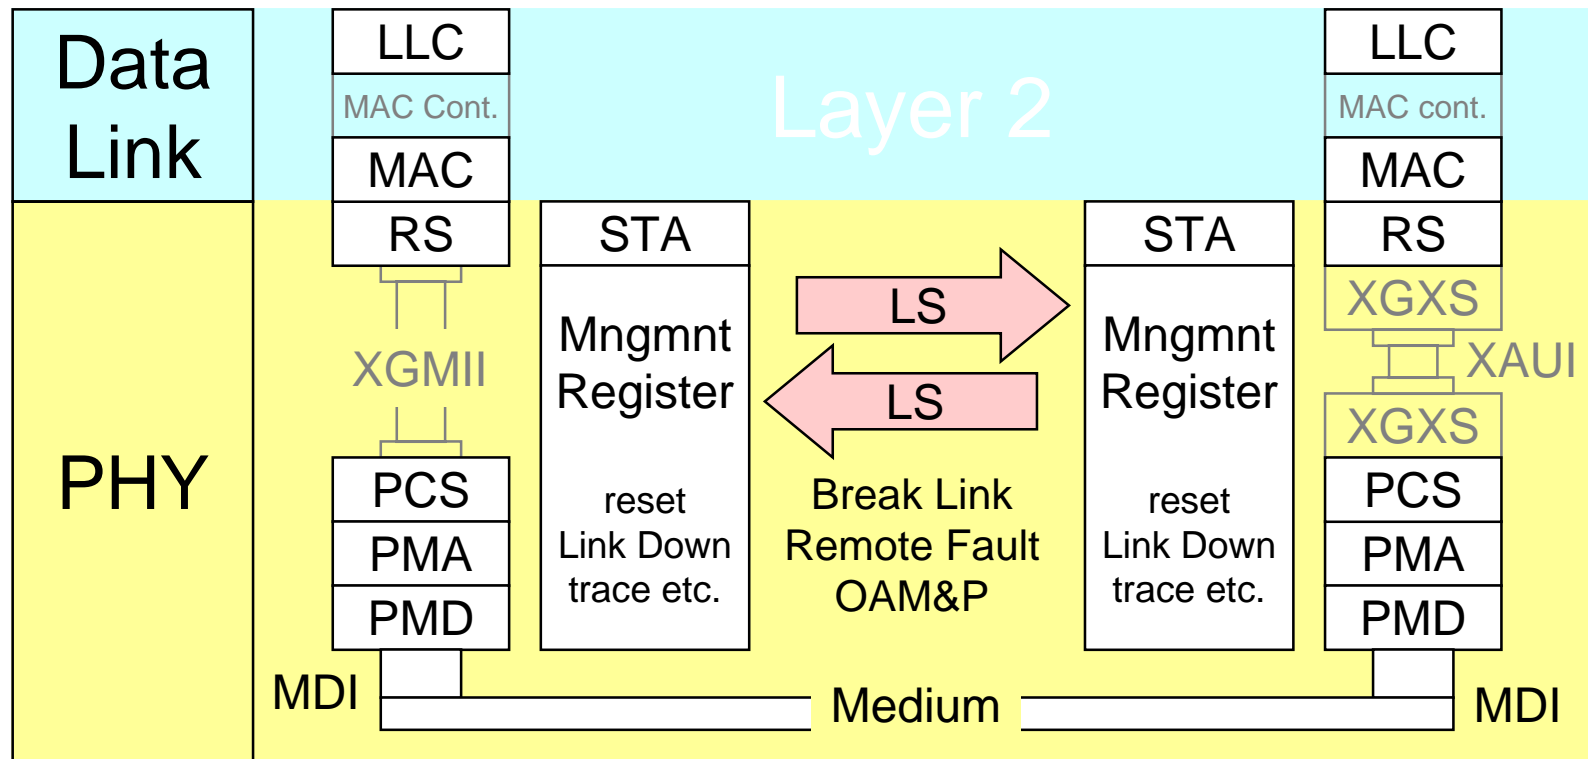 Data
Link
PHY
LLC
MAC Cont.
MAC
RS
XGMII
PCS
PMA
PMD
MDI
STA
Mngmnt
Register
reset
Link Down
trace etc.
Layer 2
LS
LS
Break Link
Remote Fault
OAM&P
Medium
STA
Mngmnt
Register
reset
Link Down
trace etc.
LLC
MAC cont.
MAC
RS
XGXS
XAUI
XGXS
PCS
PMA
PMD
MDI